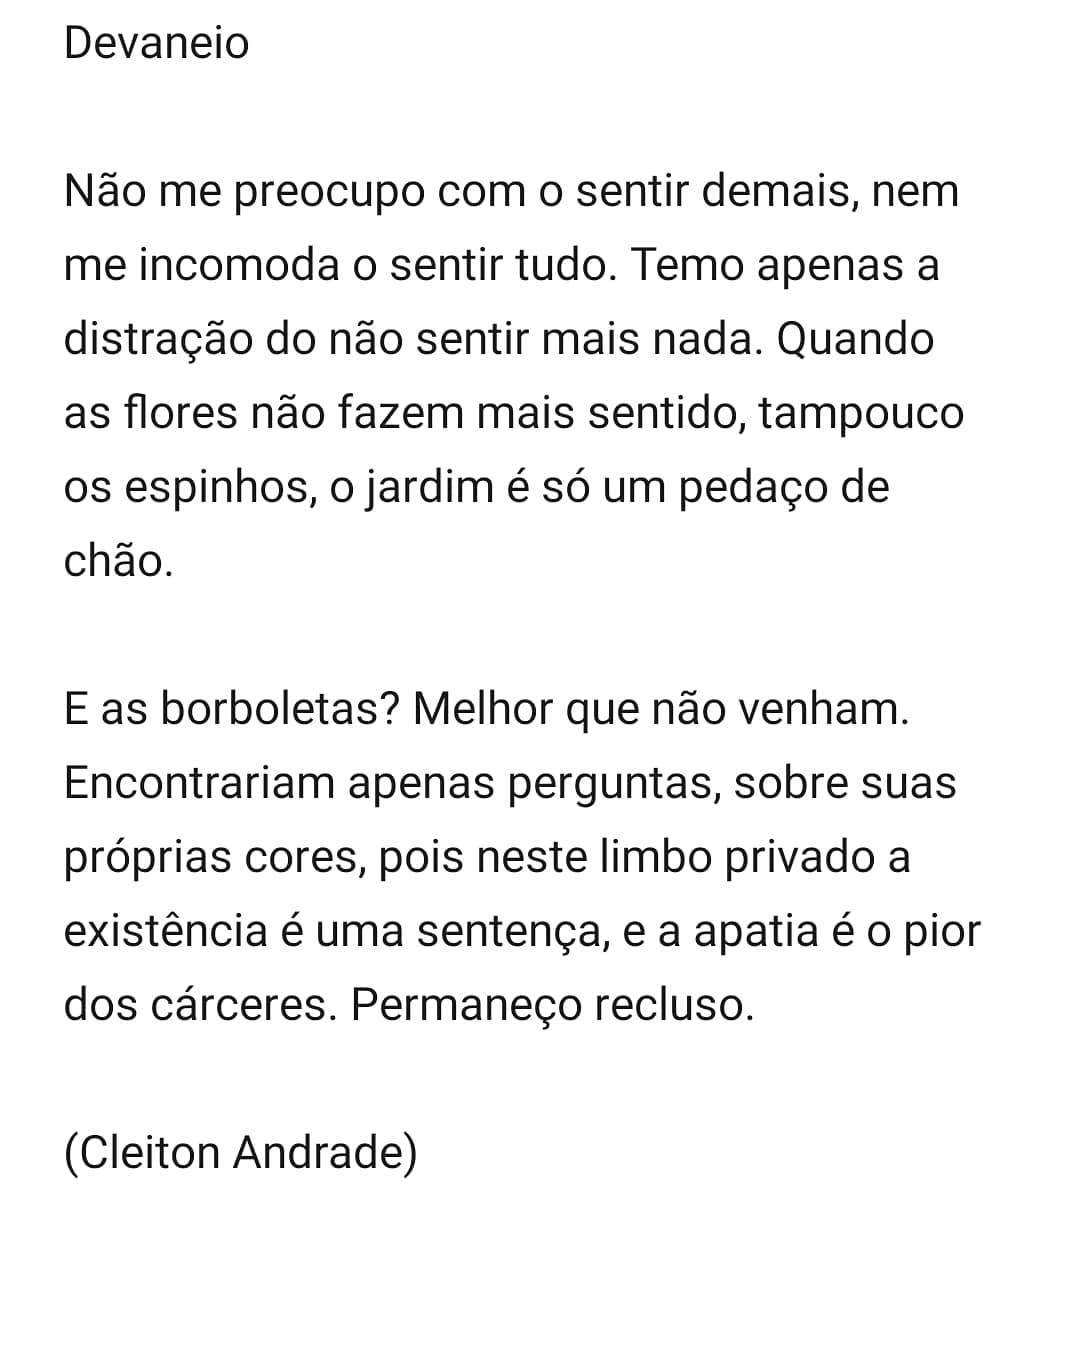 Devaneio
Não me preocupo com o sentir demais, nem
me incomoda o sentir tudo. Temo apenas a
distração do não sentir mais nada. Quando
as flores não fazem mais sentido, tampouco
os espinhos, o jardim é só um pedaço de
chão.
E as borboletas? Melhor que não venham.
Encontrariam apenas perguntas, sobre suas
próprias cores, pois neste limbo privado a
existência é uma sentença, e a apatia é o pior
dos cárceres. Permaneço recluso.
(Cleiton Andrade)